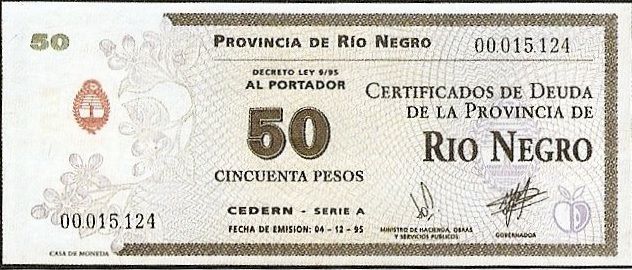 50
PROVINCIA DE RÍO NEGRO
00.015.124
DECRETO LEY 9/95
AL PORTADOR
50
CINCUENTA PESOS
CERTIFICADOS DE DEUDA
DE LA PROVINCIA DE
RIO NEGRO
00.015.124
CEDERN - SERIE A
FECHA DE EMISION: 04 - 12 - 95
MINISTRO DE HACIENDA, OBRAS
Y SERVICIOS PUBLICOS
GOBERNADOR
CASA DE MONEDA